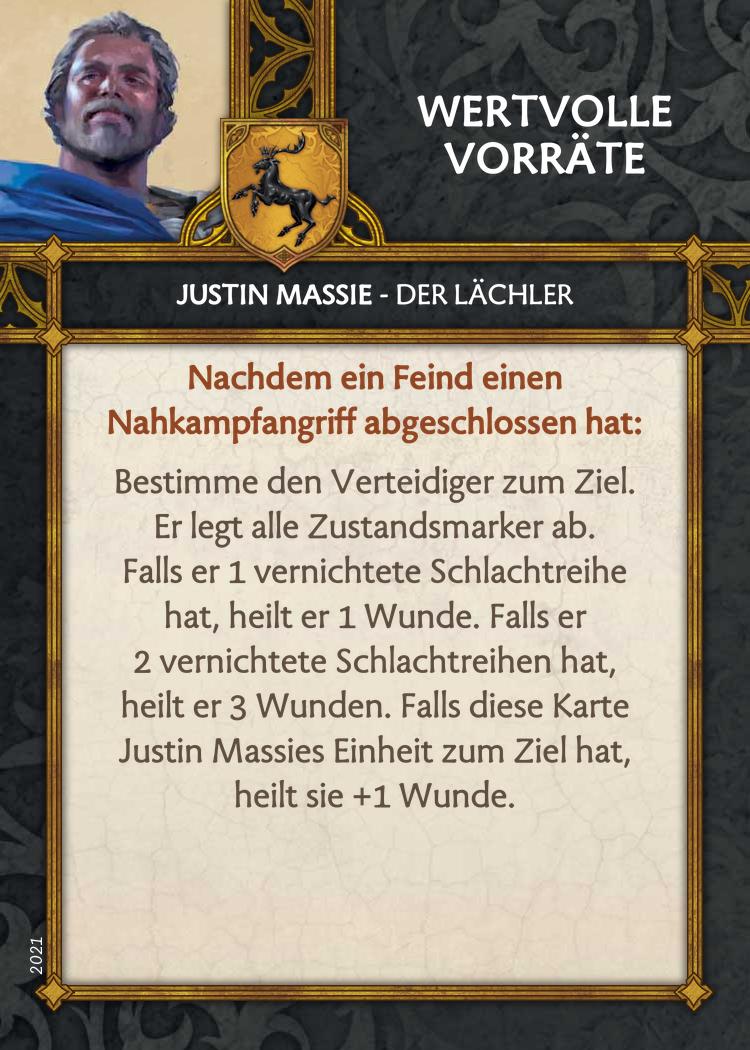 WERTVOLLE
VORRÄTE
JUSTIN MASSIE - DER LÄCHLER
Nachdem ein Feind einen
Nahkampfangriff abgeschlossen hat:
Bestimme den Verteidiger zum Ziel.
Er legt alle Zustandsmarker ab.
Falls er 1 vernichtete Schlachtreihe
hat, heilt er 1 Wunde. Falls er
2 vernichtete Schlachtreihen hat,
heilt er 3 Wunden. Falls diese Karte
Justin Massies Einheit zum Ziel hat,
heilt sie +1 Wunde.
2021